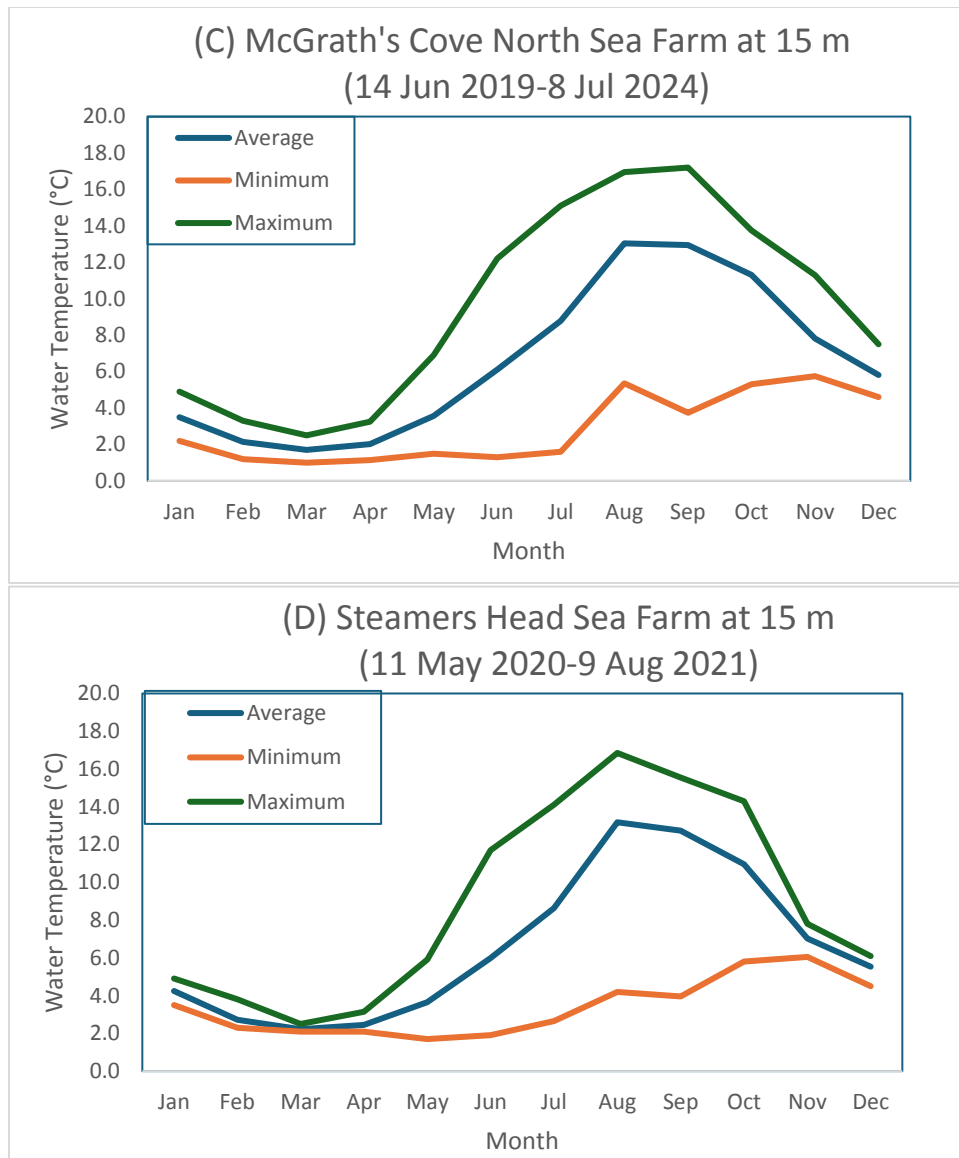 (C) McGrath's Cove North Sea Farm at 15 m
(14 Jun 2019-8 Jul 2024)
Water Temperature (°C)
20.0
18.0
16.0
14.0
12.0
10.0
8.0
6.0
4.0
2.0
0.0
Average
Minimum
Maximum
Jan Feb Mar Apr May Jun Jul Aug Sep Oct Nov Dec
Month
(D) Steamers Head Sea Farm at 15 m
(11 May 2020-9 Aug 2021)
Water Temperature (°C)
20.0
18.0
16.0
14.0
12.0
10.0
8.0
6.0
4.0
2.0
0.0
Average
Minimum
Maximum
Jan Feb Mar Apr May Jun Jul Aug Sep Oct Nov Dec
Month